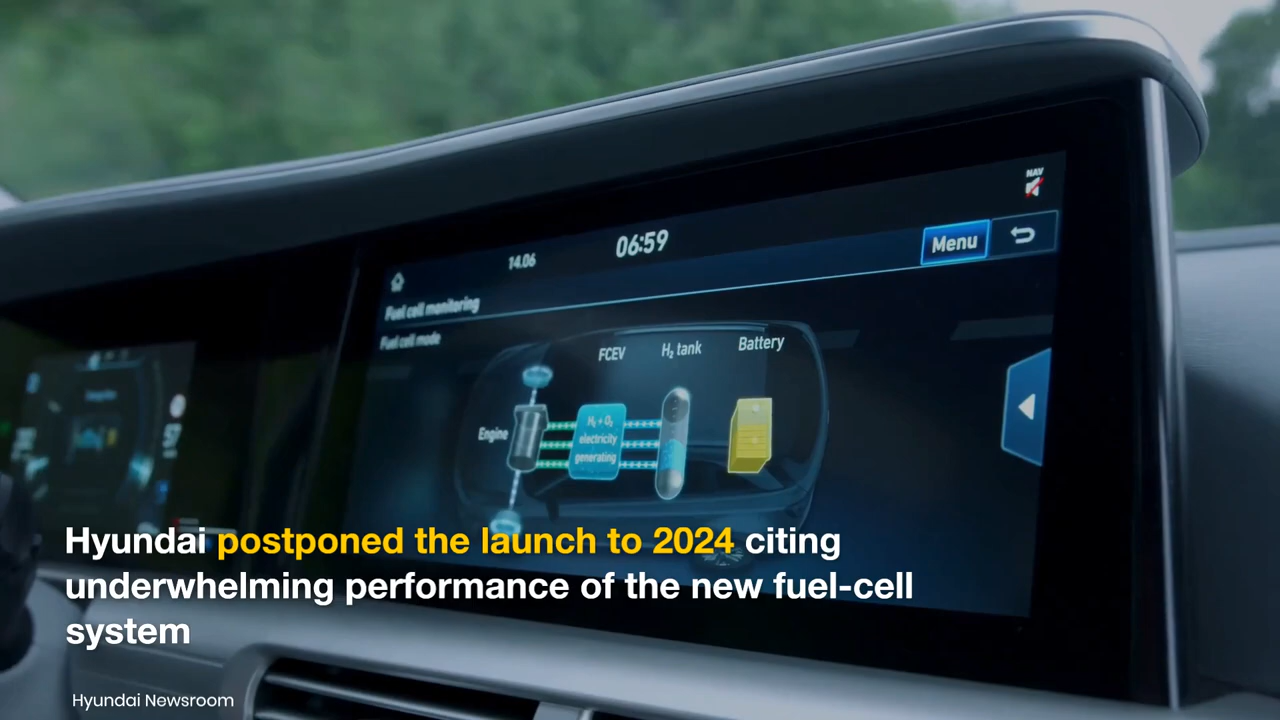 NAV
14.06
06:59
Menu
Fuel cell monitoring
Fuel cell mode
FCEV
H₂ tank
Battery
Engine
H₂ + O₂
electricity
generating
Hyundai postponed the launch to 2024 citing
underwhelming performance of the new fuel-cell
system
Hyundai Newsroom